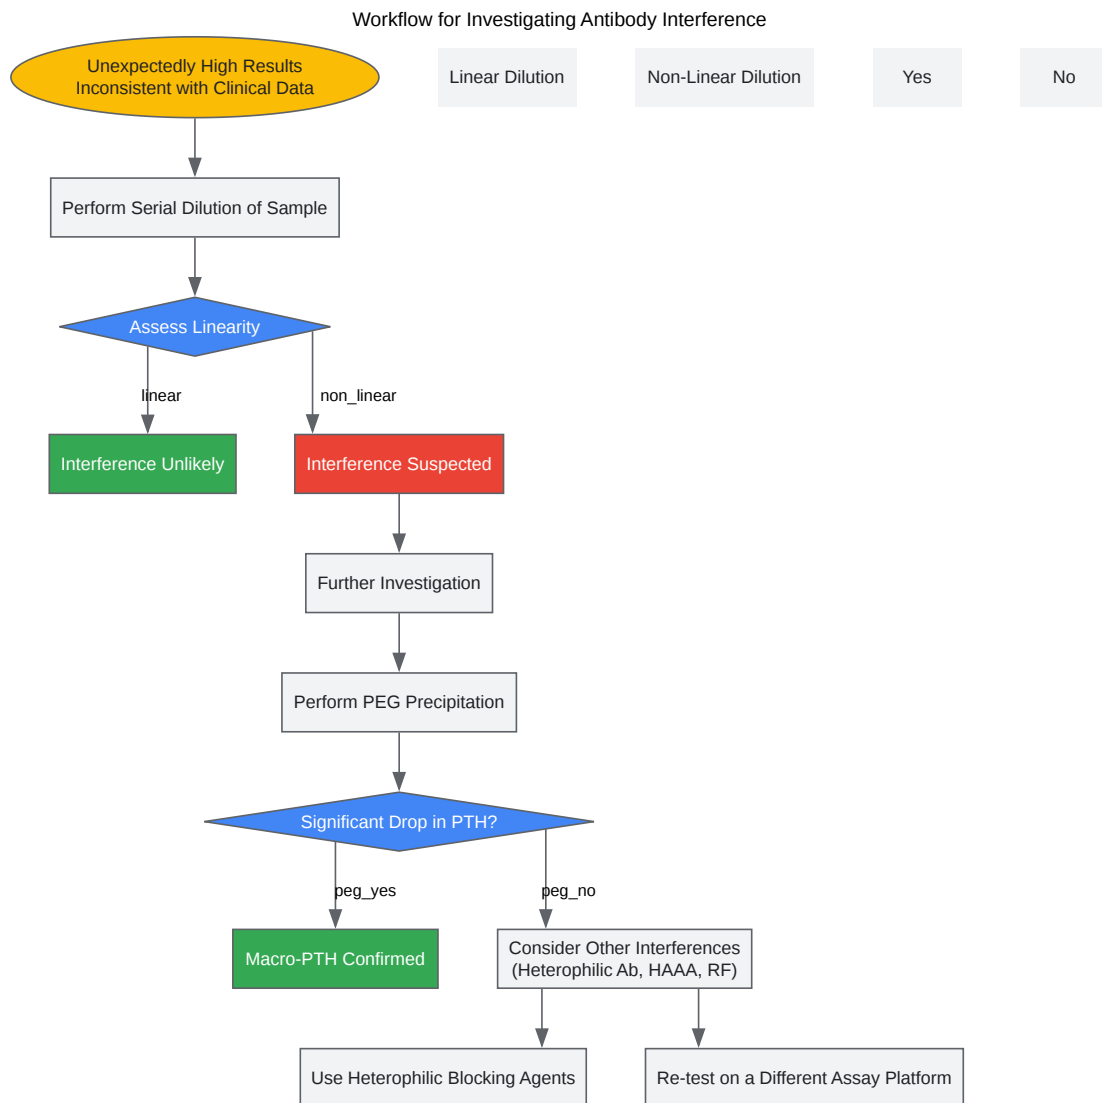 Workflow for Investigating Antibody Interference
Unexpectedly High Results
Inconsistent with Clinical Data
Linear Dilution
Non-Linear Dilution
Yes
No
Perform Serial Dilution of Sample
Assess Linearity
linear
non_linear
Interference Unlikely
Interference Suspected
Further Investigation
Perform PEG Precipitation
Significant Drop in PTH?
peg_yes
peg_no
Macro-PTH Confirmed
Consider Other Interferences
(Heterophilic Ab, HAAA, RF)
Use Heterophilic Blocking Agents
Re-test on a Different Assay Platform